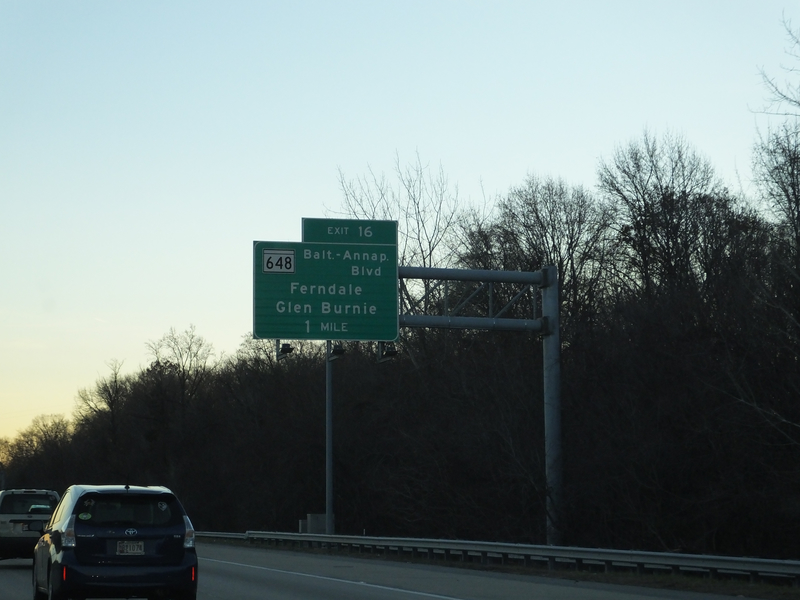 EXIT 16
648 Balt.-Annap.
Blvd
Ferndale
Glen Burnie
1 MILE